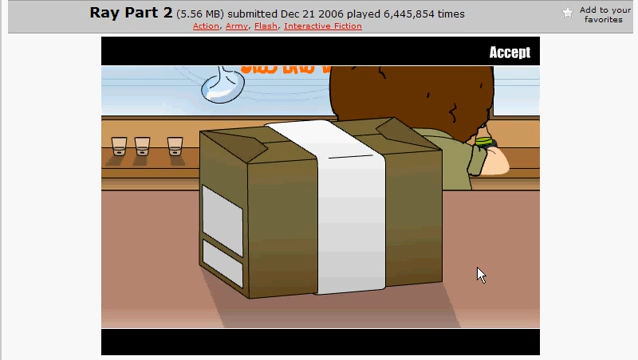 Ray Part 2 (5.56 MB) submitted Dec 21 2006 played 6,445,854 times
Action, Army, Flash, Interactive Fiction
Add to your
favorites
Accept